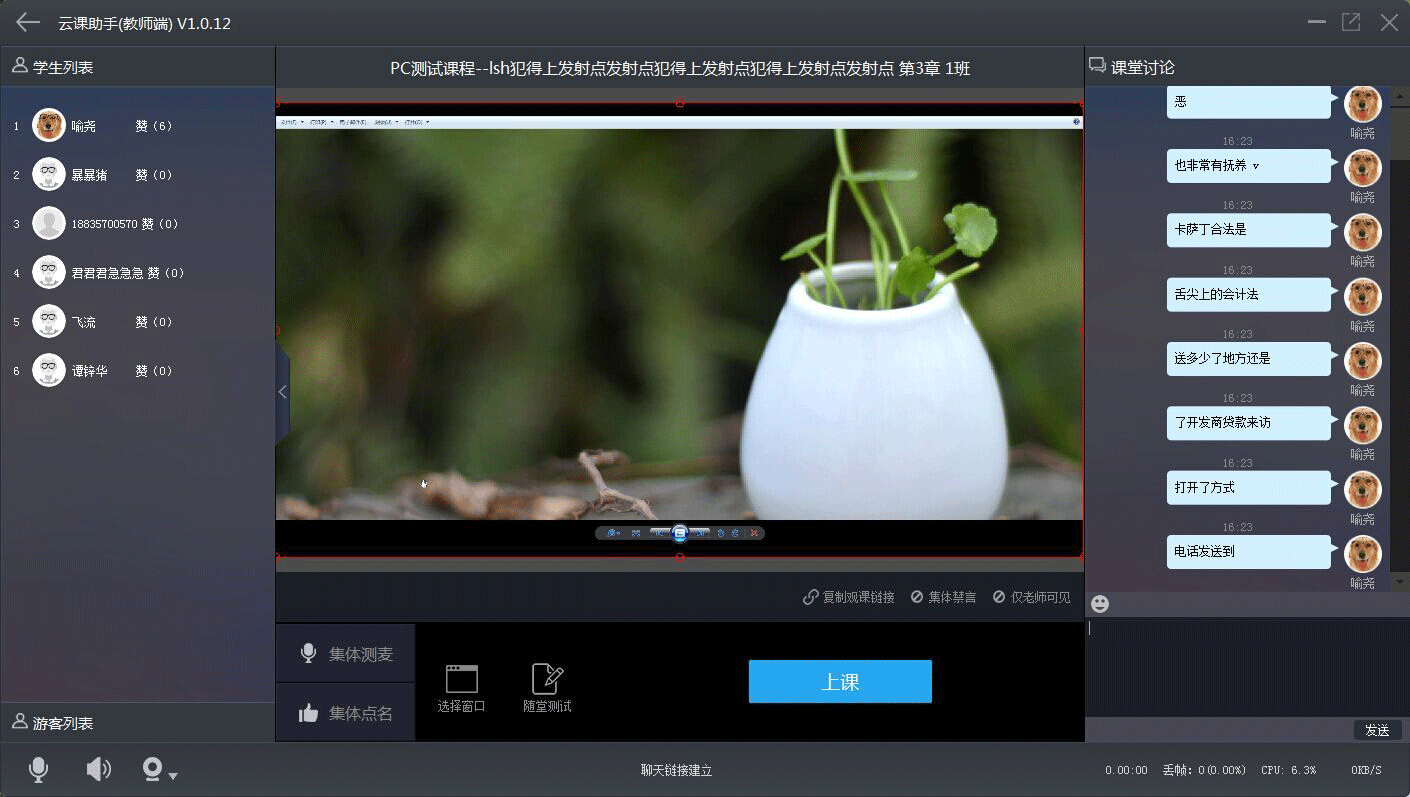 云课助手(教师端) V1.0.12
学生列表
1 喻尧 赞（6）
2 暴暴猪 赞（0）
3 18835700570 赞（0）
4 君君君急急急 赞（0）
5 飞流 赞（0）
6 谭锌华 赞（0）
游客列表
PC测试课程--lsh犯得上发射点发射点犯得上发射点犯得上发射点发射点 第3章 1班
复制观课链接 集体禁言 仅老师可见
集体测麦
集体点名
选择窗口 随堂测试
上课
课堂讨论
恶
喻尧
16:23
也非常有抚养 v
喻尧
16:23
卡萨丁合法是
喻尧
16:23
舌尖上的会计法
喻尧
16:23
送多少了地方还是
喻尧
16:23
了开发商贷款来访
喻尧
16:23
打开了方式
喻尧
16:23
电话发送到
喻尧
发送
聊天链接建立
0.00:00 丢帧: 0(0.00%) CPU: 6.3% 0KB/S